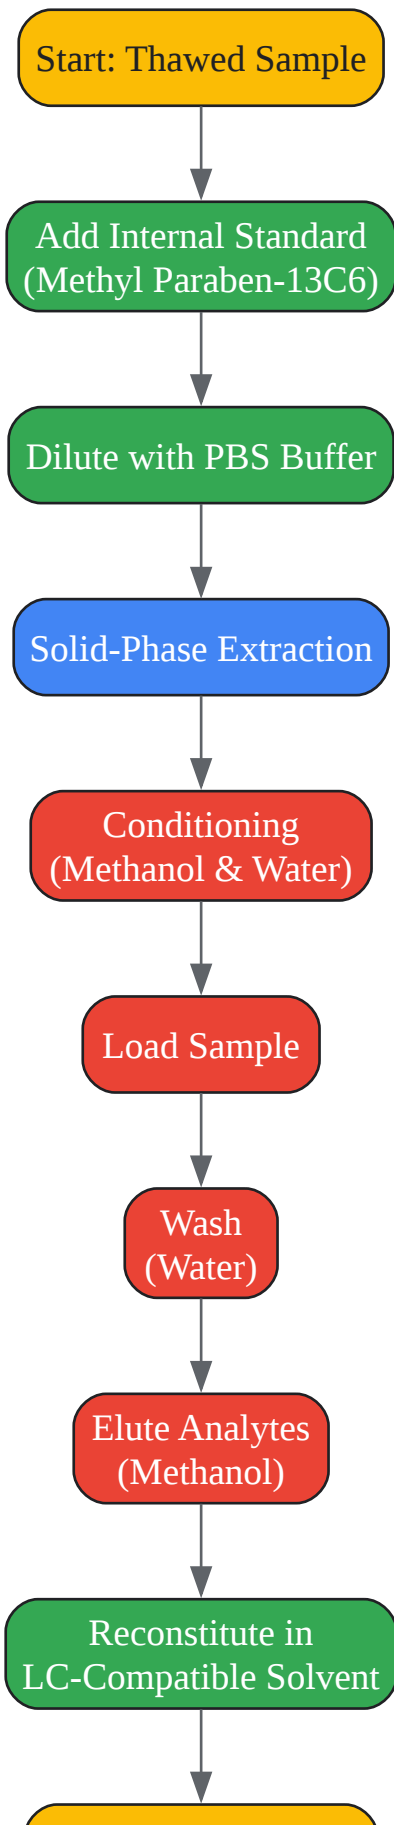 Start: Thawed Sample
Add Internal Standard
(Methyl Paraben-13C6)
Dilute with PBS Buffer
Solid-Phase Extraction
Conditioning
(Methanol & Water)
Load Sample
Wash
(Water)
Elute Analytes
(Methanol)
Reconstitute in
LC-Compatible Solvent